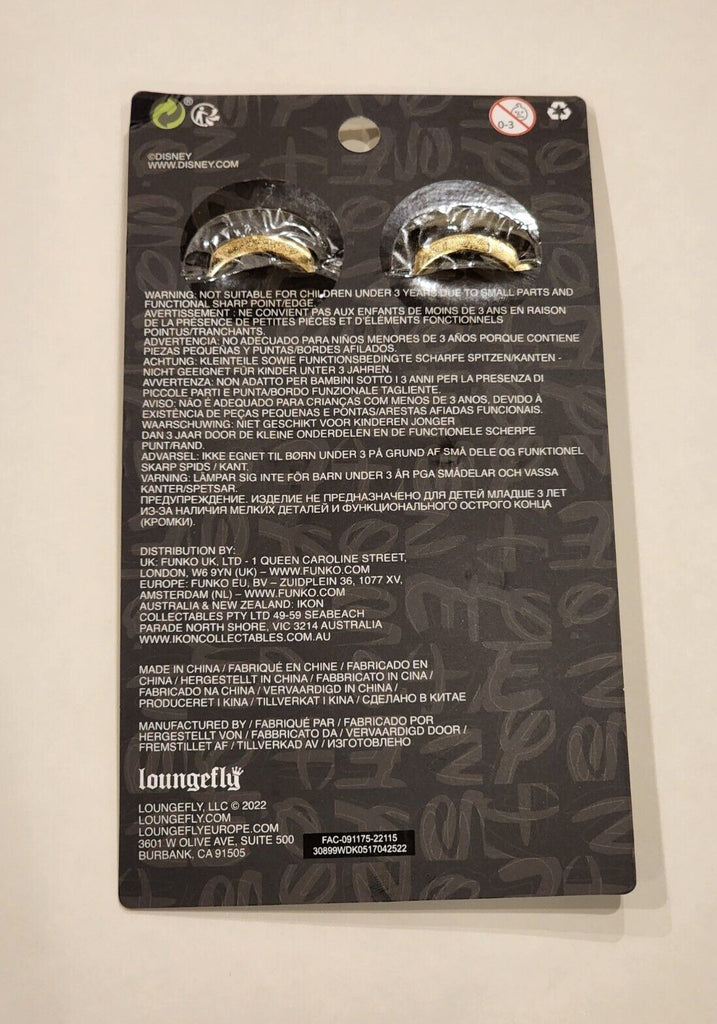 ®
0-3
©DISNEY
WWW.DISNEY.COM
WARNING: NOT SUITABLE FOR CHILDREN UNDER 3 YEARS DUE TO SMALL PARTS AND
FUNCTIONAL SHARP POINT/EDGE.
AVERTISSEMENT : NE CONVIENT PAS AUX ENFANTS DE MOINS DE 3 ANS EN RAISON
DE LA PRÉSENCE DE PETITES PIÈCES ET D'ÉLÉMENTS FONCTIONNELS
POINTUS/TRANCHANTS.
ADVERTENCIA: NO ADECUADO PARA NIÑOS MENORES DE 3 AÑOS PORQUE CONTIENE
PIEZAS PEQUEÑAS Y PUNTAS/BORDES AFILADOS.
ACHTUNG: KLEINTEILE SOWIE FUNKTIONSBEDINGTE SCHARFE SPITZEN/KANTEN -
NICHT GEEIGNET FÜR KINDER UNTER 3 JAHREN.
AVVERTENZA: NON ADATTO PER BAMBINI SOTTO I 3 ANNI PER LA PRESENZA DI
PICCOLE PARTI E PUNTA/BORDO FUNZIONALE TAGLIENTE.
AVISO: NÃO É ADEQUADO PARA CRIANÇAS COM MENOS DE 3 ANOS, DEVIDO À
EXISTÊNCIA DE PEÇAS PEQUENAS E PONTAS/ARESTAS AFIADAS FUNCIONAIS.
WAARSCHUWING: NIET GESCHIKT VOOR KINDEREN JONGER
DAN 3 JAAR DOOR DE KLEINE ONDERDELEN EN DE FUNCTIONELE SCHERPE
PUNT/RAND.
ADVARSEL: IKKE EGNET TIL BØRN UNDER 3 PÅ GRUND AF SMÅ DELE OG FUNKTIONEL
SKARP SPIDS / KANT.
VARNING: LÄMPAR SIG INTE FÖR BARN UNDER 3 ÅR PGA SMÅDELAR OCH VASSA
KANTER/SPETSAR.
ПРЕДУПРЕЖДЕНИЕ. ИЗДЕЛИЕ НЕ ПРЕДНАЗНАЧЕНО ДЛЯ ДЕТЕЙ МЛАДШЕ 3 ЛЕТ
ИЗ-ЗА НАЛИЧИЯ МЕЛКИХ ДЕТАЛЕЙ И ФУНКЦИОНАЛЬНОГО ОСТРОГО КОНЦА
(КРОМКИ).
DISTRIBUTION BY:
UK: FUNKO UK, LTD - 1 QUEEN CAROLINE STREET,
LONDON, W6 9YN (UK) – WWW.FUNKO.COM
EUROPE: FUNKO EU, BV – ZUIDPLEIN 36, 1077 XV,
AMSTERDAM (NL) – WWW.FUNKO.COM
AUSTRALIA & NEW ZEALAND: IKON
COLLECTABLES PTY LTD 49-59 SEABEACH
PARADE NORTH SHORE, VIC 3214 AUSTRALIA
WWW.IKONCOLLECTABLES.COM.AU
MADE IN CHINA / FABRIQUÉ EN CHINE / FABRICADO EN
CHINA / HERGESTELLT IN CHINA / FABBRICATO IN CINA /
FABRICADO NA CHINA / VERVAARDIGD IN CHINA /
PRODUCERET I KINA / TILLVERKAT I KINA / СДЕЛАНО В КИТАЕ
MANUFACTURED BY / FABRIQUÉ PAR / FABRICADO POR
HERGESTELLT VON / FABBRICATO DA / VERVAARDIGD DOOR /
FREMSTILLET AF / TILLVERKAD AV / ИЗГОТОВЛЕНО
loungefly
LOUNGEFLY, LLC © 2022
LOUNGEFLY.COM
LOUNGEFLYEUROPE.COM
3601 W OLIVE AVE, SUITE 500
BURBANK, CA 91505
FAC-091175-22115
30899WDK0517042522